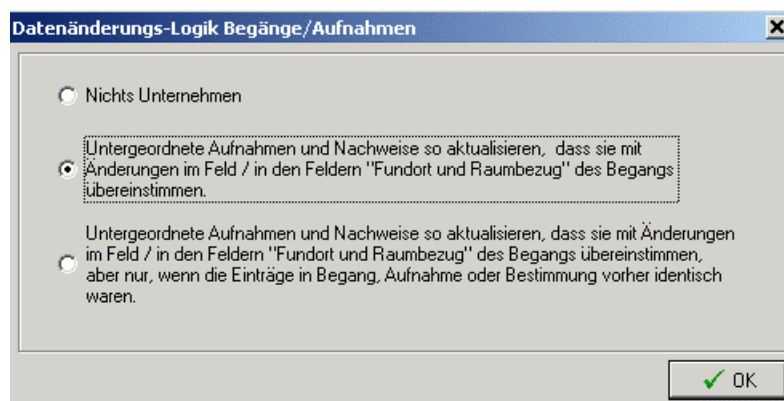 Datenänderungs-Logik Begänge/Aufnahmen
Nichts Unternehmen
Untergeordnete Aufnahmen und Nachweise so aktualisieren, dass sie mit
Änderungen im Feld / in den Feldern "Fundort und Raumbezug" des Begangs
übereinstimmen.
Untergeordnete Aufnahmen und Nachweise so aktualisieren, dass sie mit Änderungen
im Feld / in den Feldern "Fundort und Raumbezug" des Begangs übereinstimmen,
aber nur, wenn die Einträge in Begang, Aufnahme oder Bestimmung vorher identisch
waren.
OK